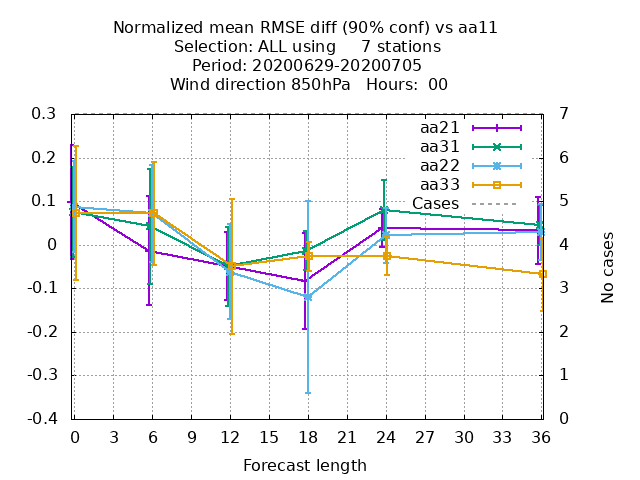 Normalized mean RMSE diff (90% conf) vs aa11
Selection: ALL using     7 stations
Period: 20200629-20200705
Wind direction 850hPa   Hours:  00
0.3
0.2
0.1
0
-0.1
-0.2
-0.3
-0.4
7
6
5
4
3
2
1
0
aa21
aa31
aa22
aa33
Cases
No cases
0 3 6 9 12 15 18 21 24 27 30 33 36
Forecast length